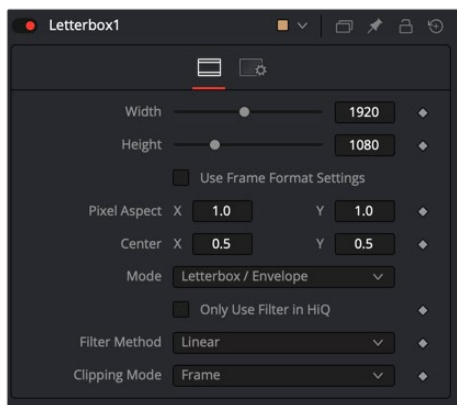 Letterbox1
Width 1920
Height 1080
Use Frame Format Settings
Pixel Aspect X 1.0 Y 1.0
Center X 0.5 Y 0.5
Mode Letterbox / Envelope
Only Use Filter in HiQ
Filter Method Linear
Clipping Mode Frame